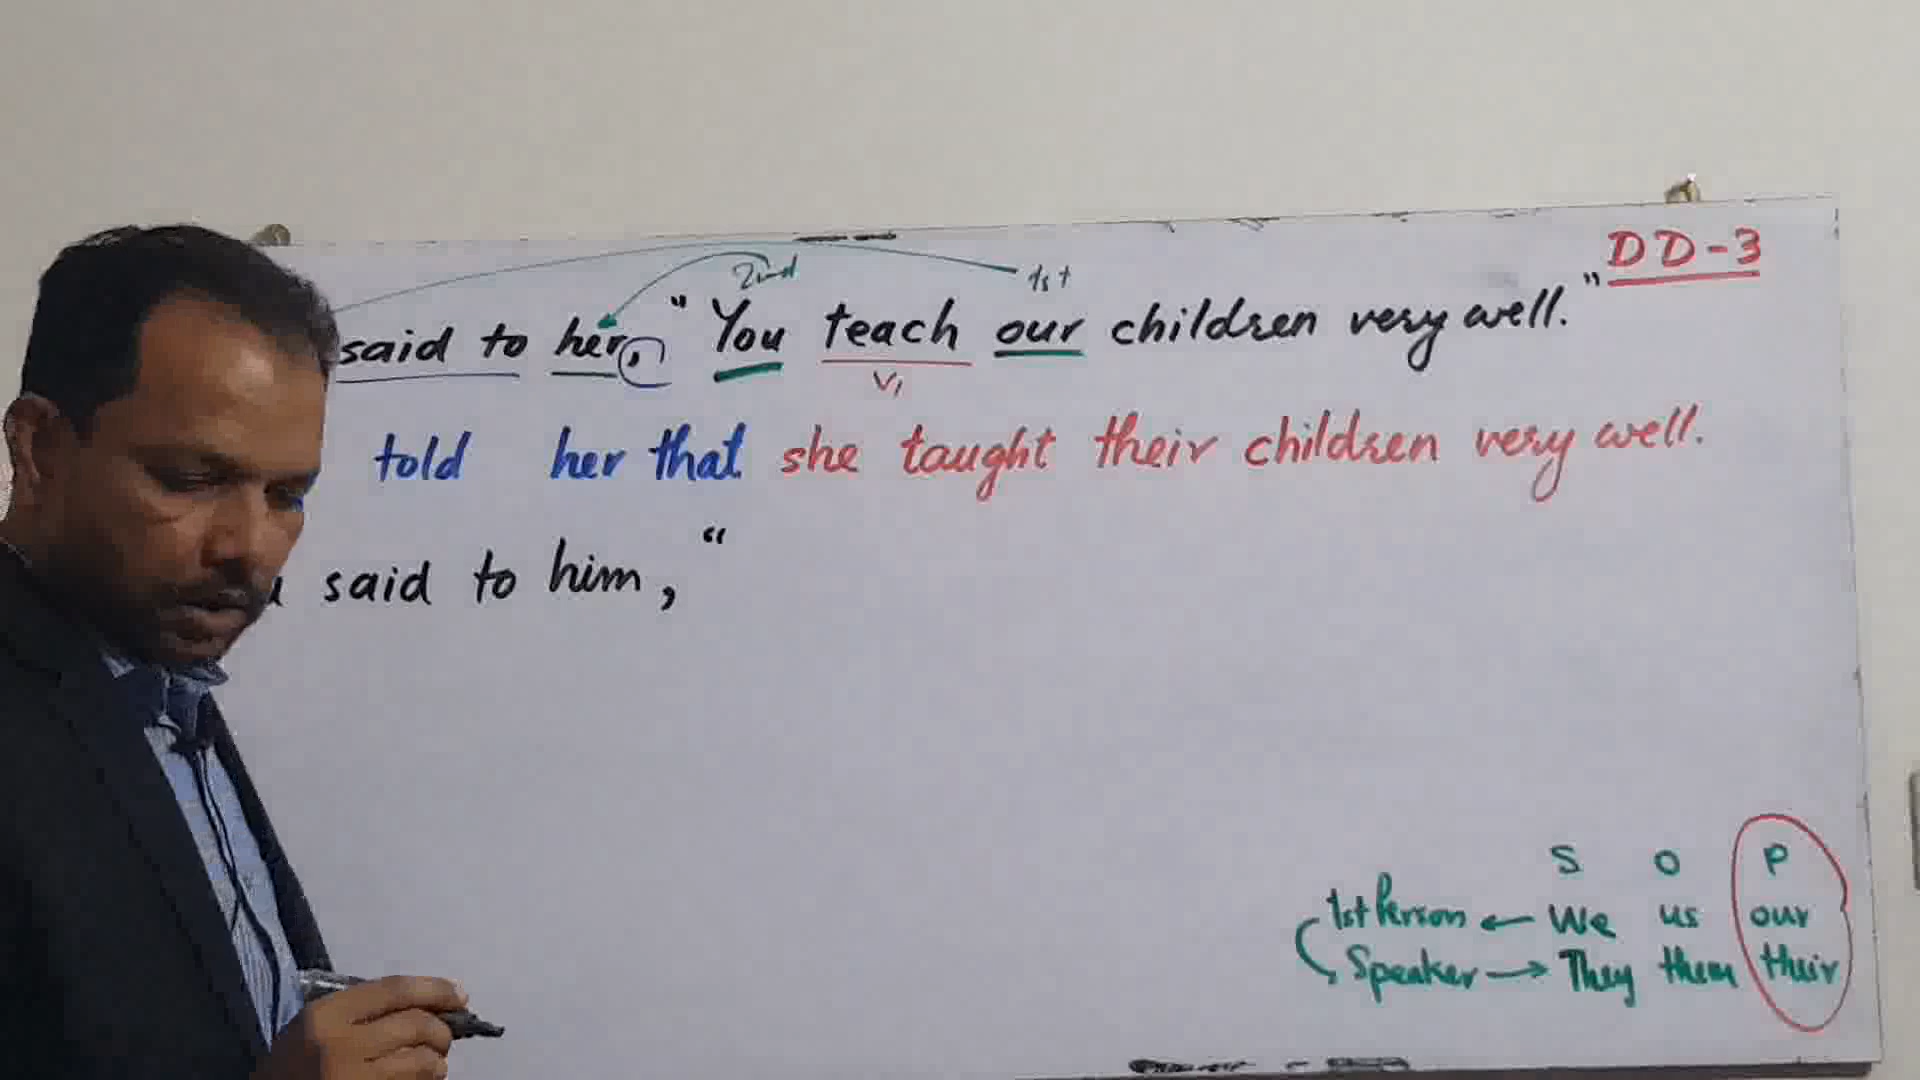 DD-3
2nd 1st
said to her, "You teach our children very well."
V1
told her that she taught their children very well.
said to him, "
S O P
1st Person ← We us our
Speaker → They them their